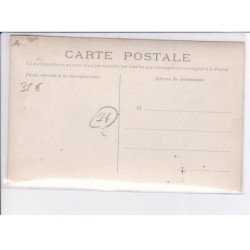 CARTE POSTALE
La correspondance au recto n'est pas acceptée par tous les pays étrangers (se renseigner à la Poste)
Partie réservée à la correspondance
Adresse du destinataire
35€
M